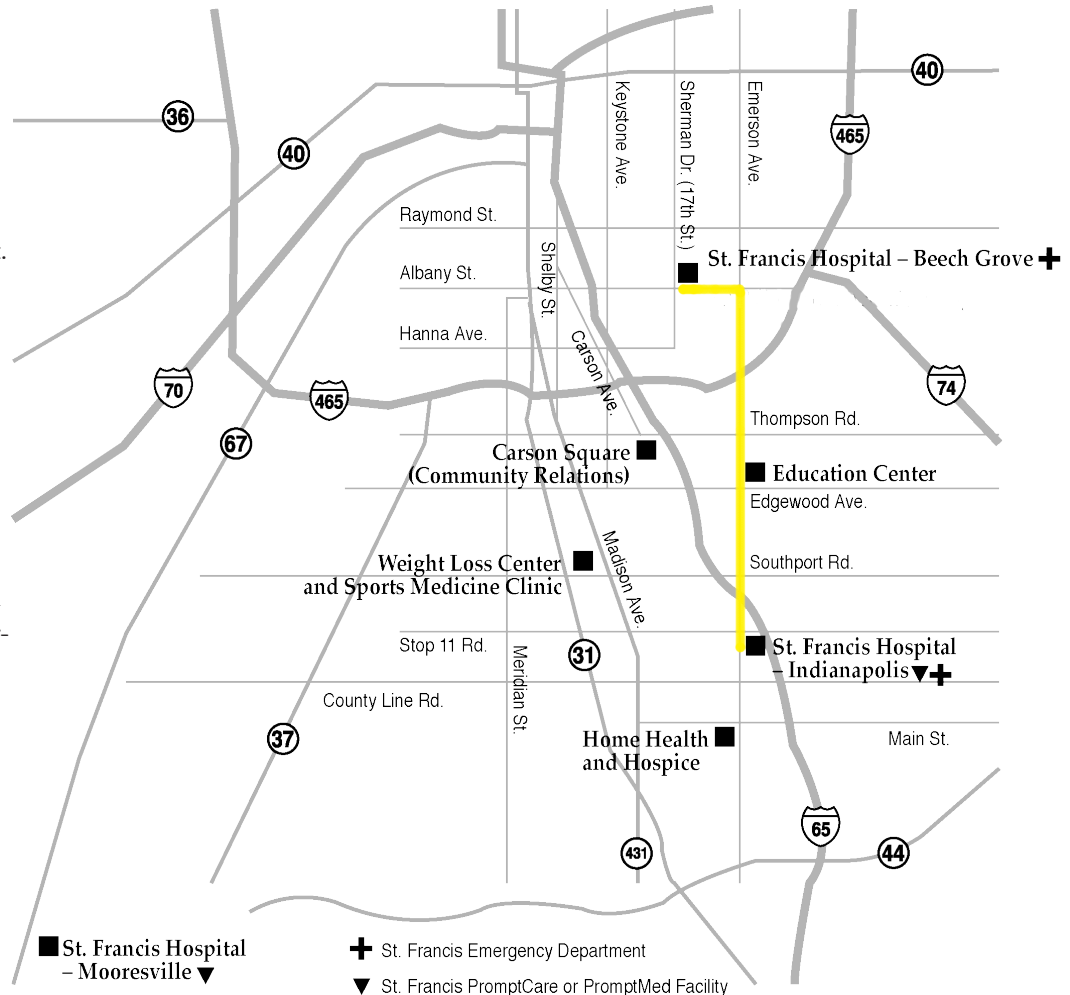 40
36
40
465
Keystone Ave.
Sherman Dr. (17th St.)
Emerson Ave.
Raymond St.
Shelby St.
St. Francis Hospital – Beech Grove
Albany St.
Hanna Ave.
Carson Ave.
70
465
74
67
Thompson Rd.
Carson Square
(Community Relations)
Education Center
Edgewood Ave.
Madison Ave.
Weight Loss Center
and Sports Medicine Clinic
Southport Rd.
Stop 11 Rd.
Meridian St.
31
St. Francis Hospital
– Indianapolis
County Line Rd.
37
Home Health
and Hospice
Main St.
65
431
44
St. Francis Hospital
– Mooresville
St. Francis Emergency Department
St. Francis PromptCare or PromptMed Facility